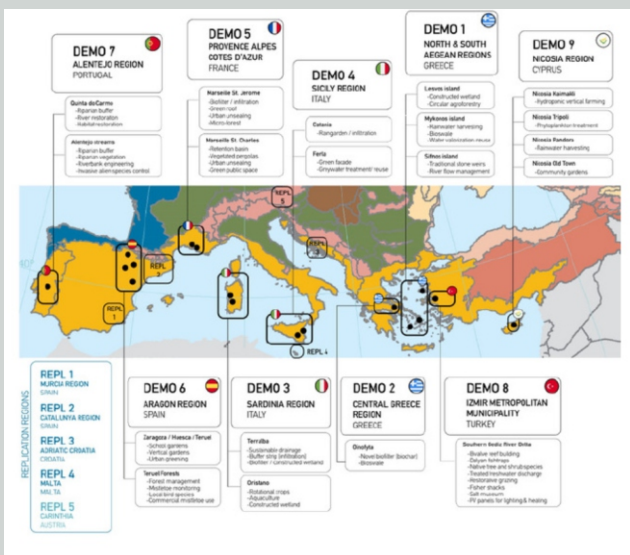 DEMO 7
ALENTEJO REGION
PORTUGAL
Quinta do Carmo
-Riparian buffer
-River restoration
-Habitat restoration
Alentejo streams
-Riparian buffer
-Riparian vegetation
-Riverbank engineering
-Invasive alien species control
DEMO 5
PROVENCE ALPES
COTES D'AZUR
FRANCE
Marseille St. Jerome
-Biofilter / infiltration
-Green roof
-Urban unsealing
-Micro-forest
Marseille St. Charles
-Retention basin
-Vegetated pergolas
-Urban unsealing
-Green public space
DEMO 4
SICILY REGION
ITALY
Catania
-Raingarden / infiltration
Ferla
-Green facade
-Greywater treatment/ reuse
DEMO 1
NORTH & SOUTH
AEGEAN REGIONS
GREECE
Lesvos island
-Constructed wetland
-Circular agroforestry
Mykonos island
-Rainwater harvesting
-Bioswale
-Water valorization reuse
Sifnos island
-Traditional stone weirs
-River flow management
DEMO 9
NICOSIA REGION
CYPRUS
Nicosia Kaimakli
-Hydroponic vertical farming
Nicosia Tripoli
-Phytoplankton treatment
Nicosia Pandors
-Rainwater harvesting
Nicosia Old Town
-Community gardens
40°
REPL
5
REPL
2
REPL
3
REPL
1
REPL 4
REPLICATION REGIONS
REPL 1
MURCIA REGION
SPAIN
REPL 2
CATALUNYA REGION
SPAIN
REPL 3
ADRIATIC CROATIA
CROATIA
REPL 4
MALTA
MALTA
REPL 5
CARINTHIA
AUSTRIA
DEMO 6
ARAGON REGION
SPAIN
Zaragoza / Huesca / Teruel
-School gardens
-Vertical gardens
-Urban greening
Teruel Forests
-Forest management
-Mistletoe monitoring
-Local bird species
-Commercial mistletoe use
DEMO 3
SARDINIA REGION
ITALY
Terralba
-Sustainable drainage
-Buffer strip (infiltration)
-Biofilter / constructed wetland
Oristano
-Rotational crops
-Aquaculture
-Constructed wetland
DEMO 2
CENTRAL GREECE
REGION
GREECE
Oinofyta
-Novel biofilter (biochar)
-Bioswale
DEMO 8
IZMIR METROPOLITAN
MUNICIPALITY
TURKEY
Southern Gediz River Delta
-Bivalve reef building
-Dalyan fishtraps
-Native tree and shrub species
-Treated freshwater discharge
-Restorative grazing
-Fisher shacks
-Salt museum
-PV panels for lighting & heating